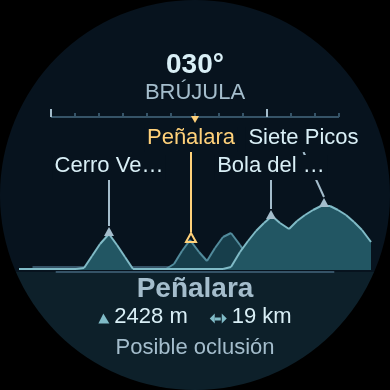 030°
BRÚJULA
Peñalara Siete Picos
Cerro Ve… Bola del …
Peñalara
2428 m 19 km
Posible oclusión